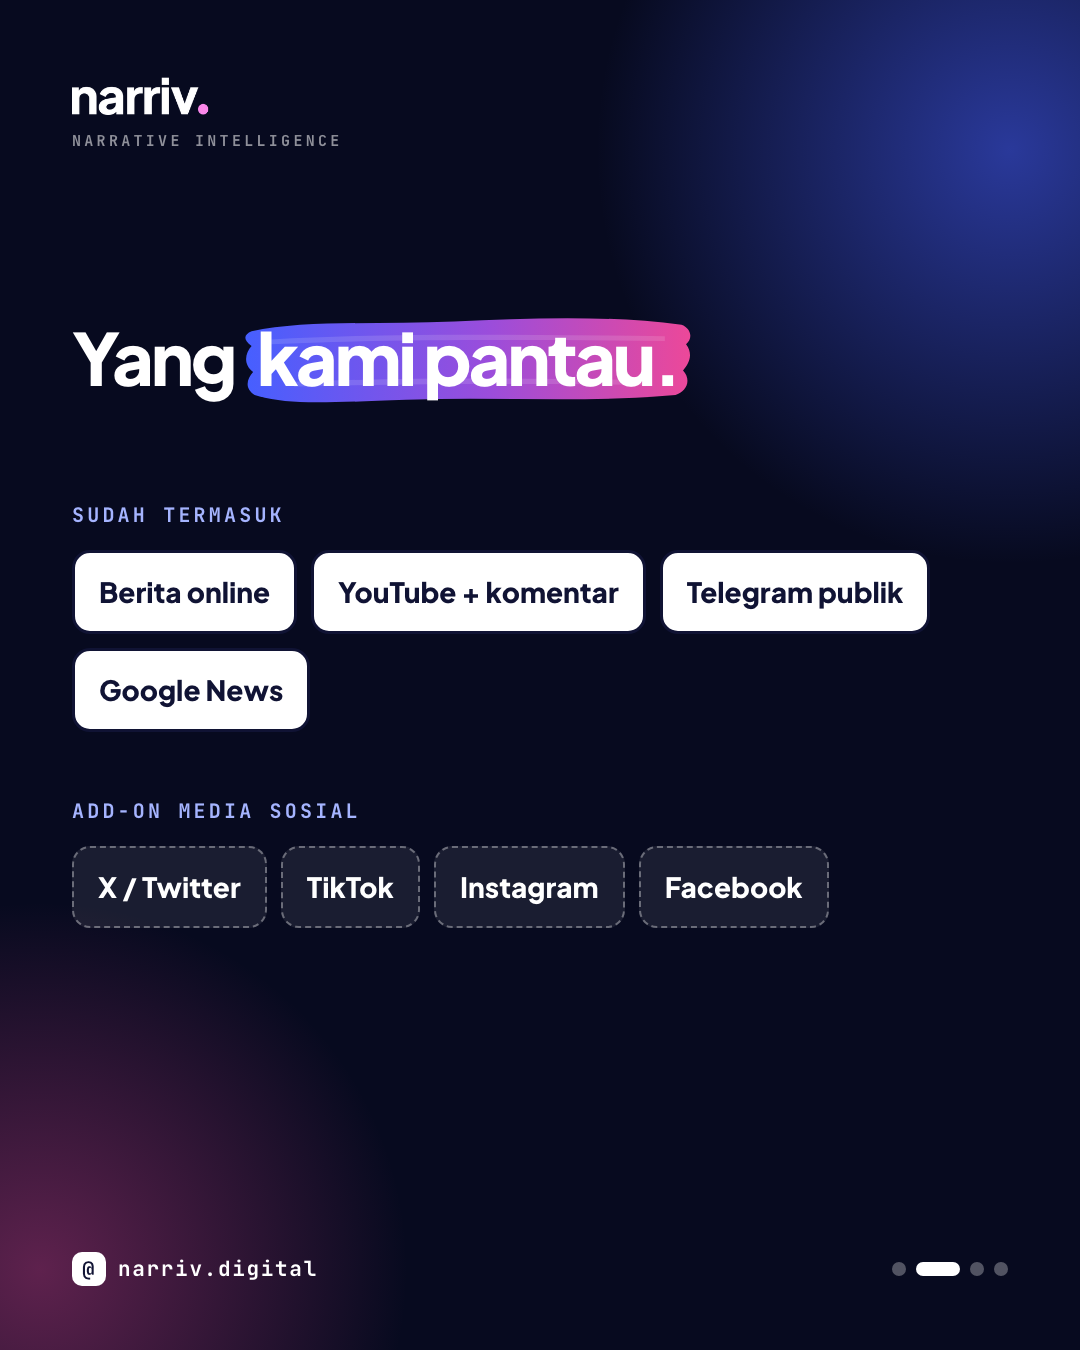 narriv.
NARRATIVE INTELLIGENCE
Yang kami pantau.
SUDAH TERMASUK
Berita online
YouTube + komentar
Telegram publik
Google News
ADD-ON MEDIA SOSIAL
X / Twitter
TikTok
Instagram
Facebook
@ narriv.digital